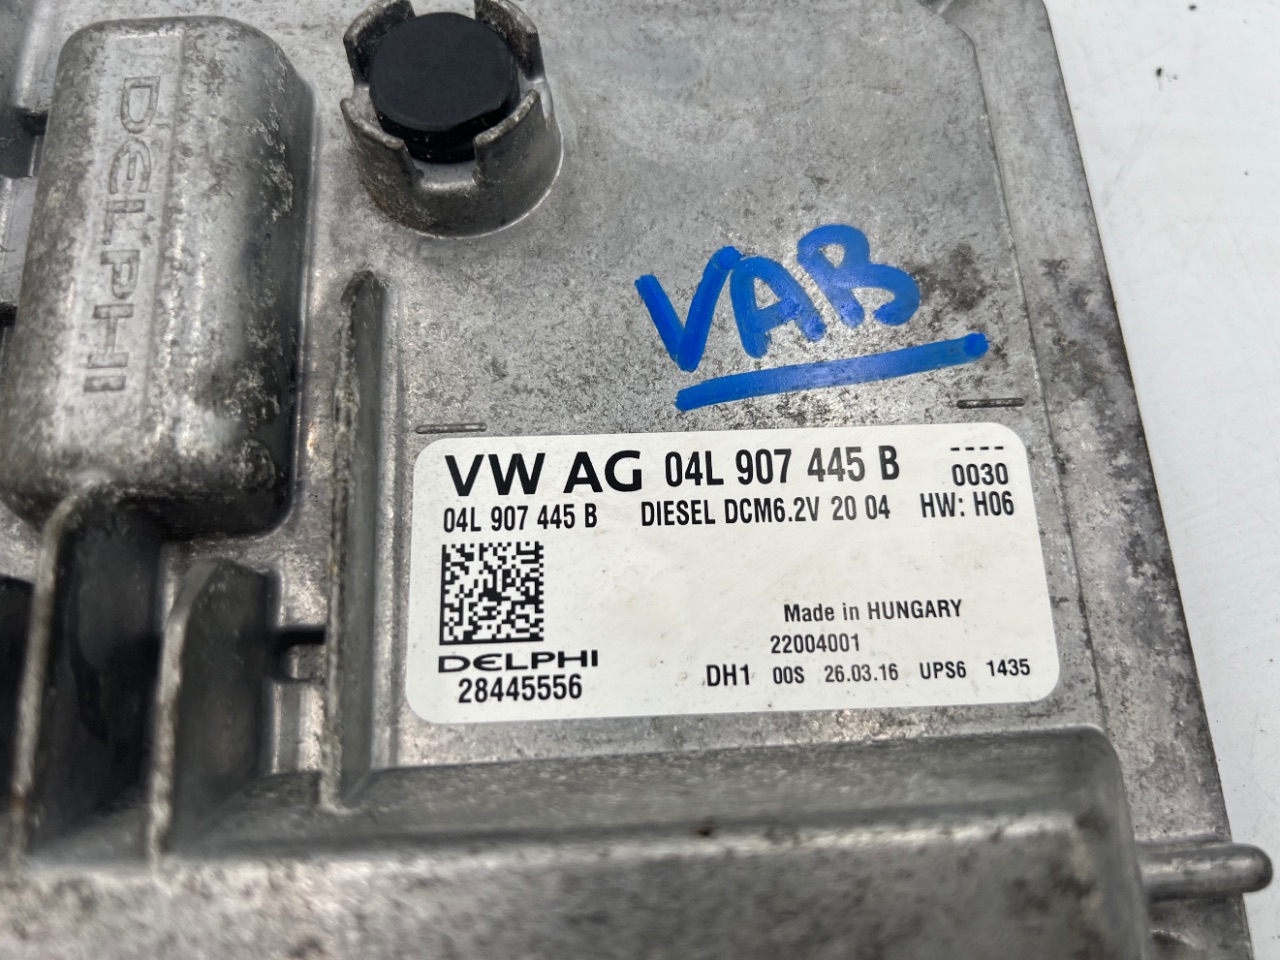 DELPHI
VAB
VW AG 04L 907 445 B
----
0030
04L 907 445 B DIESEL DCM6.2V 20 04 HW: H06
Made in HUNGARY
22004001
DELPHI
28445556
DH1 00S 26.03.16 UPS6 1435